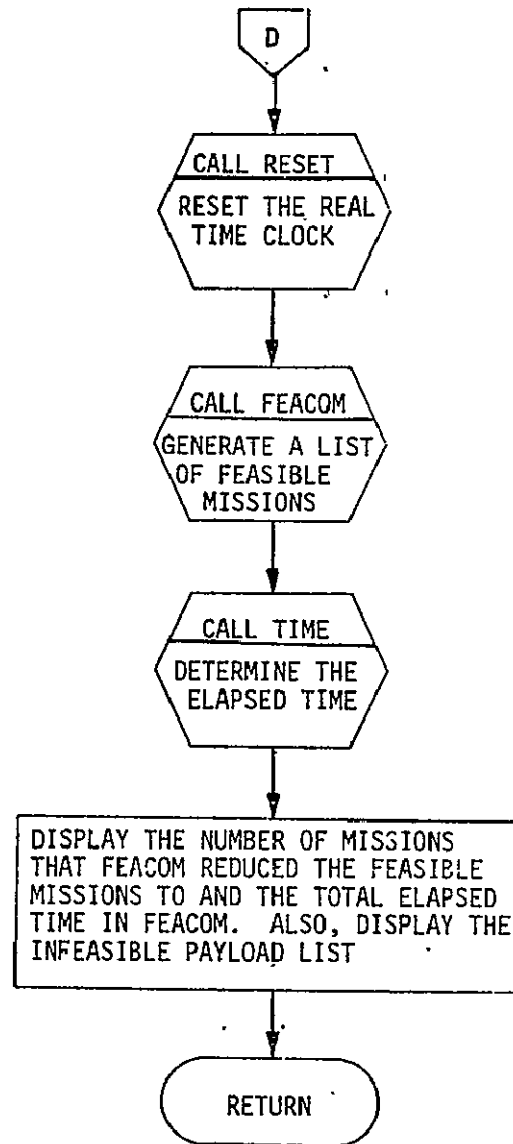 D
CALL RESET
RESET THE REAL
TIME CLOCK
CALL FEACOM
GENERATE A LIST
OF FEASIBLE
MISSIONS
CALL TIME
DETERMINE THE
ELAPSED TIME
DISPLAY THE NUMBER OF MISSIONS
THAT FEACOM REDUCED THE FEASIBLE
MISSIONS TO AND THE TOTAL ELAPSED
TIME IN FEACOM. ALSO, DISPLAY THE
INFEASIBLE PAYLOAD LIST
RETURN